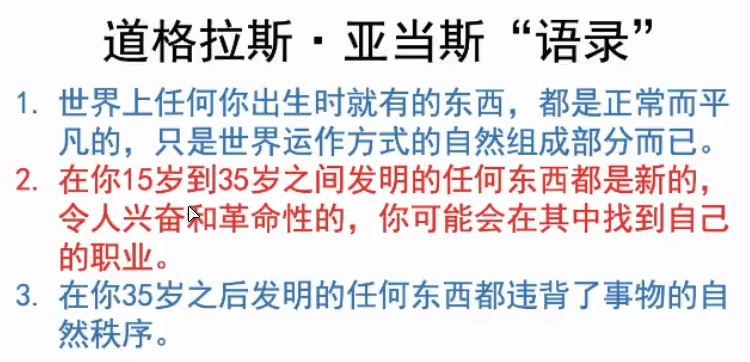 道格拉斯·亚当斯“语录”
1. 世界上任何你出生时就有的东西，都是正常而平
凡的，只是世界运作方式的自然组成部分而已。
2. 在你15岁到35岁之间发明的任何东西都是新的，
令人兴奋和革命性的，你可能会在其中找到自己
的职业。
3. 在你35岁之后发明的任何东西都违背了事物的自
然秩序。